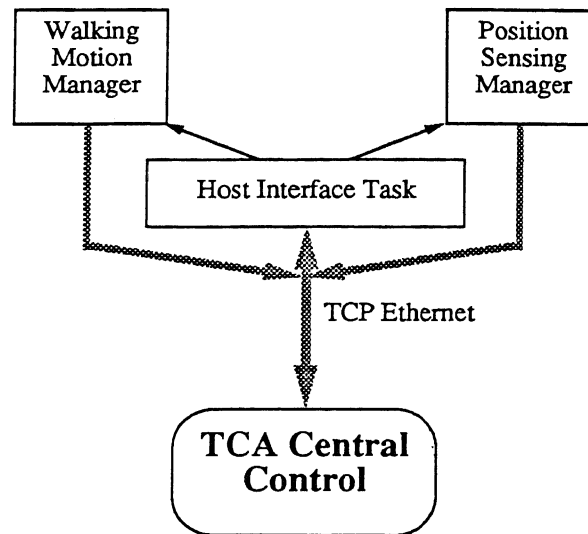 Walking
Motion
Manager
Position
Sensing
Manager
Host Interface Task
TCP Ethernet
TCA Central
Control